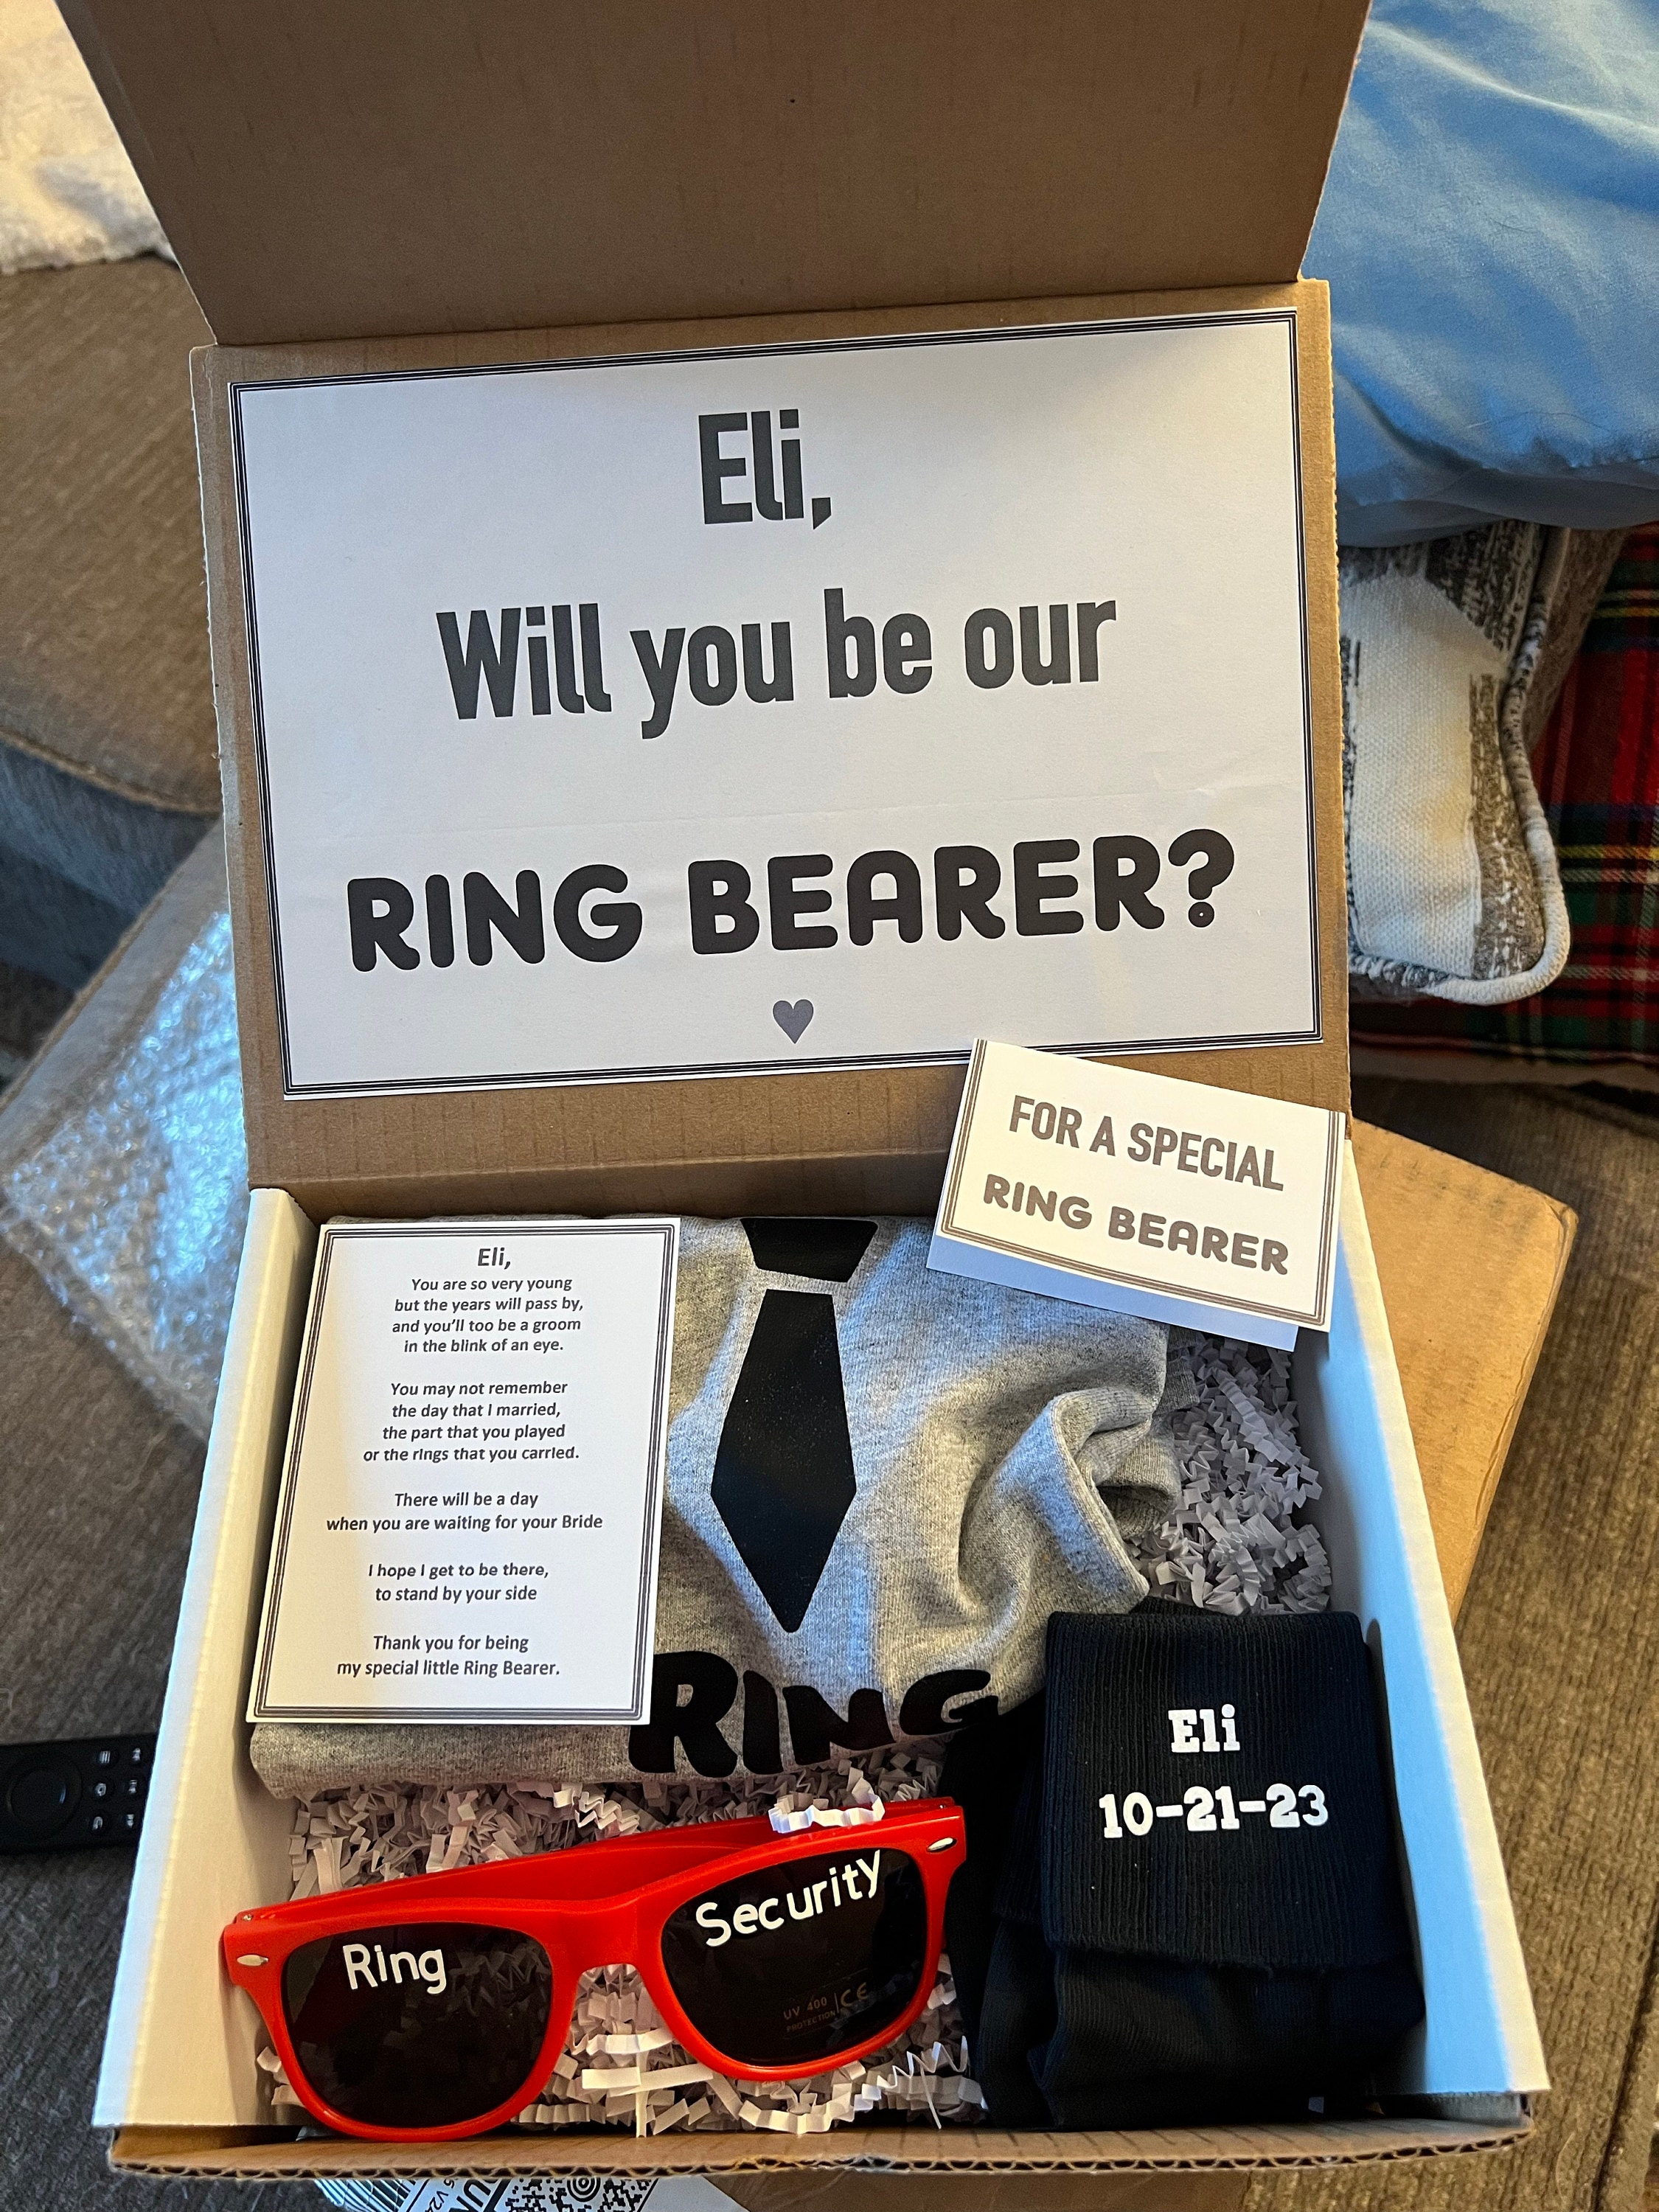 Eli,
Will you be our
RING BEARER?
FOR A SPECIAL
RING BEARER
Eli,
You are so very young
but the years will pass by,
and you'll too be a groom
in the blink of an eye.
You may not remember
the day that I married,
the part that you played
or the rings that you carried.
There will be a day
when you are waiting for your Bride
I hope I get to be there,
to stand by your side
Thank you for being
my special little Ring Bearer.
RING
Eli
10-21-23
Ring
Security
UV 400
PROTECTION
CE